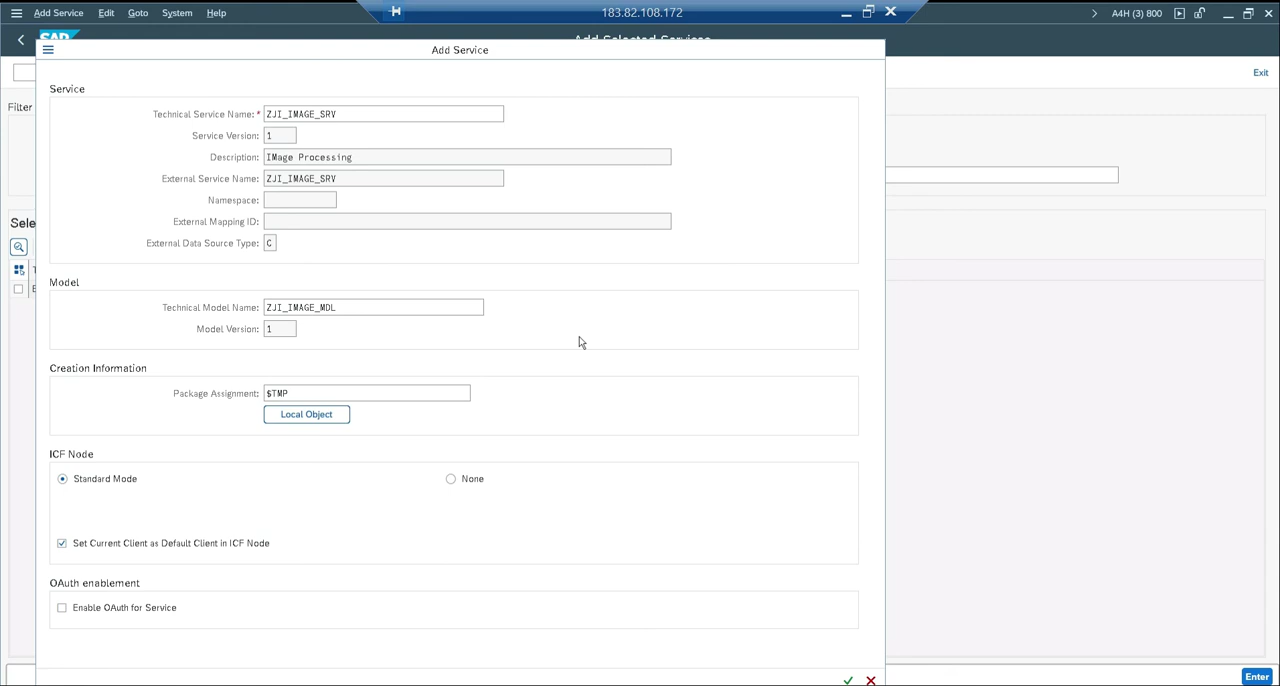 Add Service Edit Goto System Help 183.82.108.172 A4H (3) 800
SAP Add Selected Services
Add Service
Exit
Filter
Service
Technical Service Name:* ZJI_IMAGE_SRV
Service Version: 1
Description: IMage Processing
External Service Name: ZJI_IMAGE_SRV
Namespace:
External Mapping ID:
External Data Source Type: C
Sele
Model
Technical Model Name: ZJI_IMAGE_MDL
Model Version: 1
Creation Information
Package Assignment: $TMP
Local Object
ICF Node
Standard Mode None
Set Current Client as Default Client in ICF Node
OAuth enablement
Enable OAuth for Service
Enter